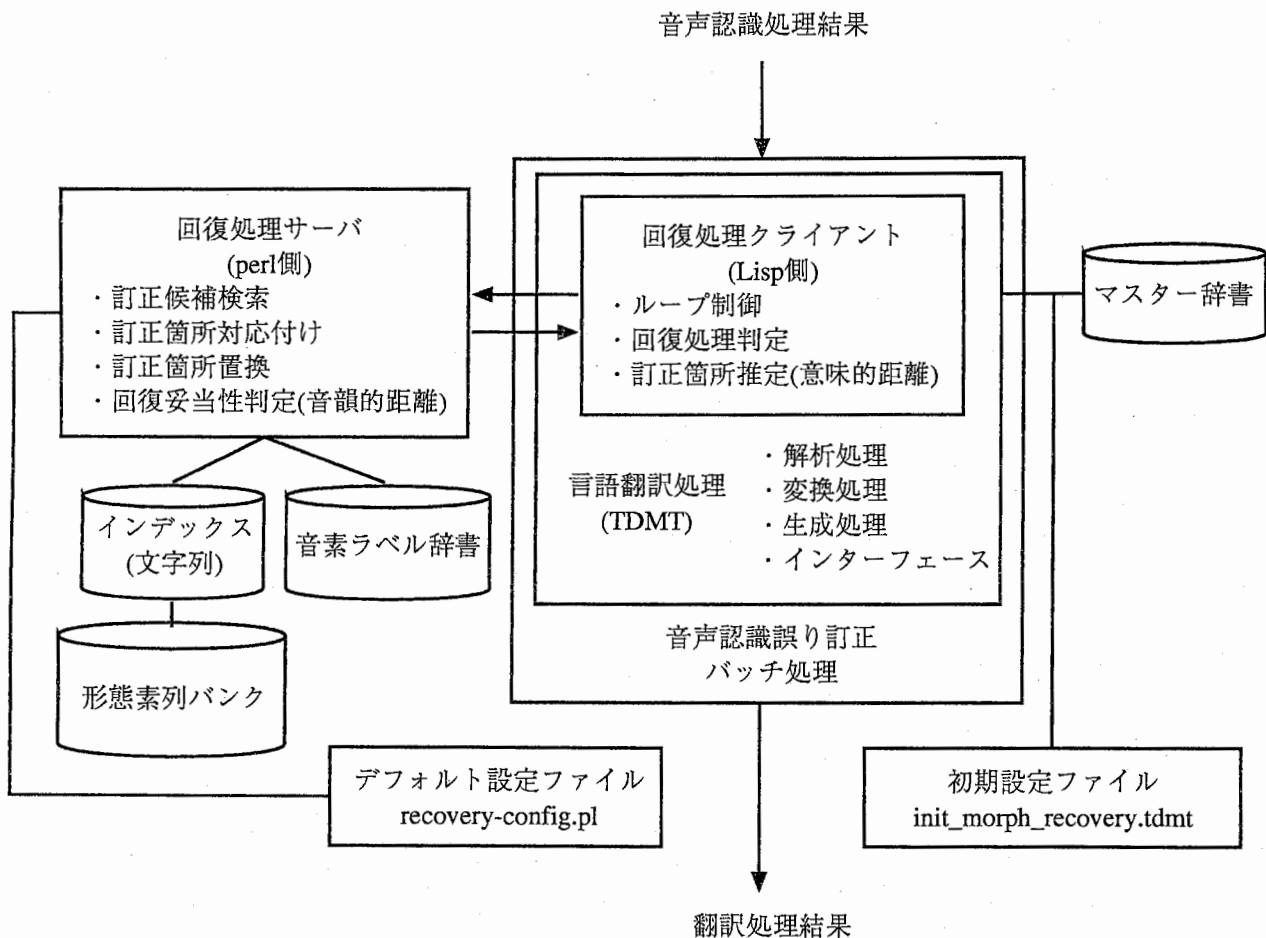 音声認識処理結果
回復処理サーバ
(perl側)
・訂正候補検索
・訂正箇所対応付け
・訂正箇所置換
・回復妥当性判定(音韻的距離)
回復処理クライアント
(Lisp側)
・ループ制御
・回復処理判定
・訂正箇所推定(意味的距離)
マスター辞書
言語翻訳処理
(TDMT)
・解析処理
・変換処理
・生成処理
・インターフェース
インデックス
(文字列)
音素ラベル辞書
形態素列バンク
音声認識誤り訂正
バッチ処理
デフォルト設定ファイル
recovery-config.pl
初期設定ファイル
init_morph_recovery.tdmt
翻訳処理結果